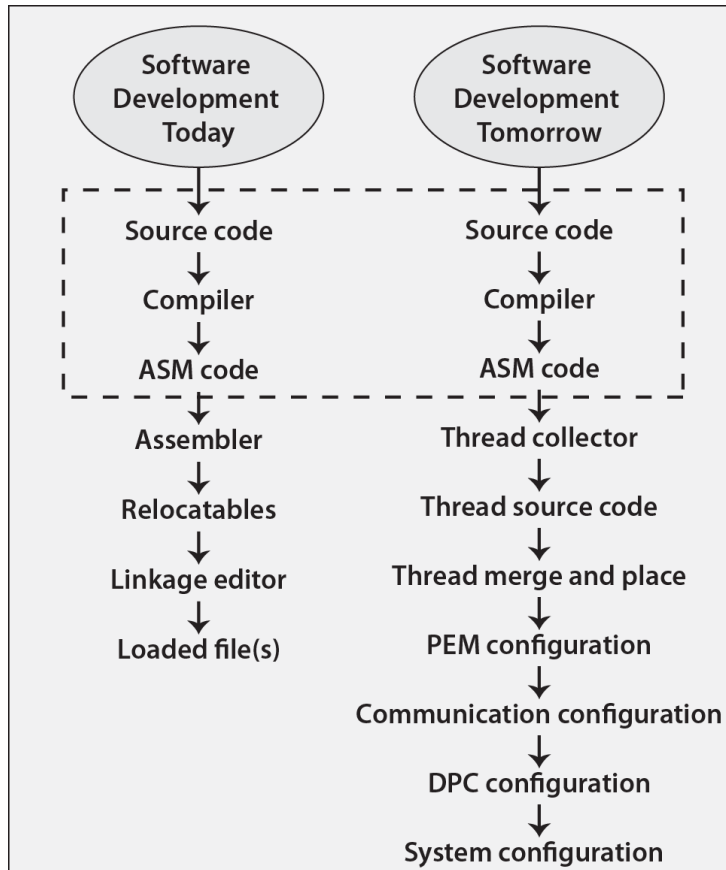 Software
Development
Today
Source code
Compiler
ASM code
Assembler
Relocatables
Linkage editor
Loaded file(s)
Software
Development
Tomorrow
Source code
Compiler
ASM code
Thread collector
Thread source code
Thread merge and place
PEM configuration
Communication configuration
DPC configuration
System configuration